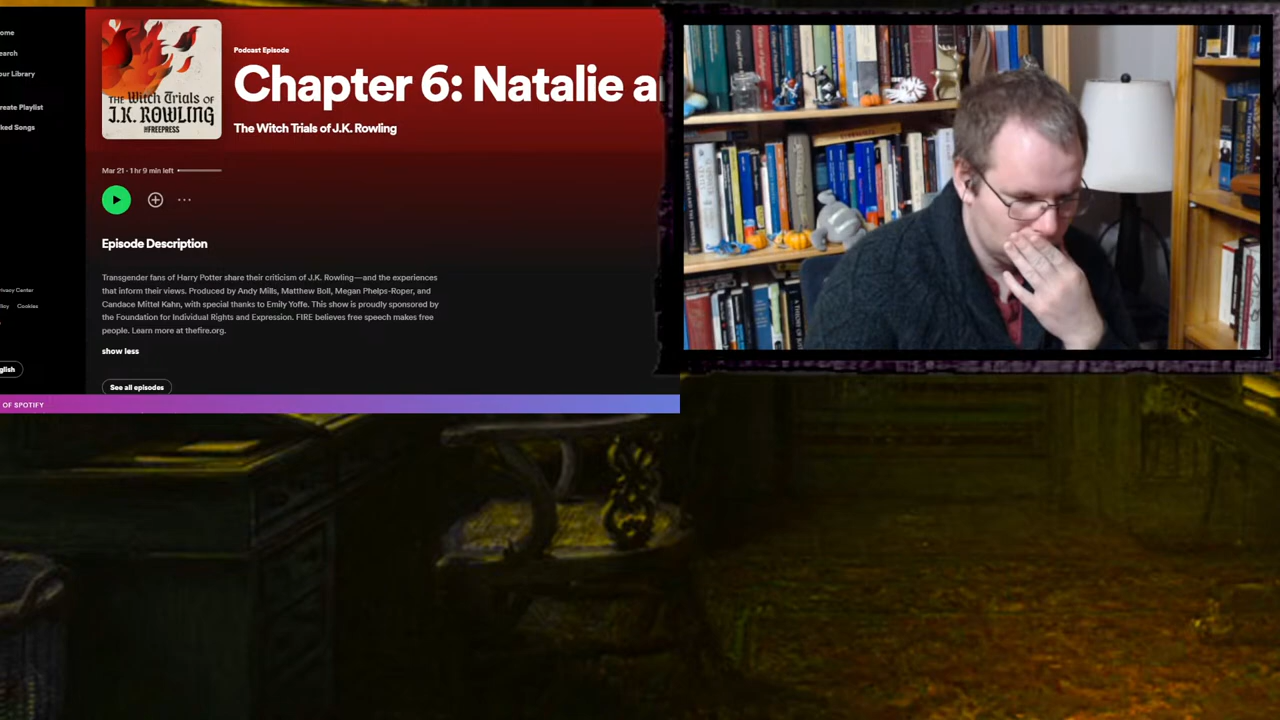 ome
earch
our Library
reate Playlist
ked Songs
rivacy Center
licy Cookies
glish
THE WITCH TRIALS OF
J.K. ROWLING
#FREEPRESS
Podcast Episode
Chapter 6: Natalie a
The Witch Trials of J.K. Rowling
Mar 21 · 1 hr 9 min left
Episode Description
Transgender fans of Harry Potter share their criticism of J.K. Rowling—and the experiences
that inform their views. Produced by Andy Mills, Matthew Boll, Megan Phelps-Roper, and
Candace Mittel Kahn, with special thanks to Emily Yoffe. This show is proudly sponsored by
the Foundation for Individual Rights and Expression. FIRE believes free speech makes free
people. Learn more at thefire.org.
show less
See all episodes
OF SPOTIFY